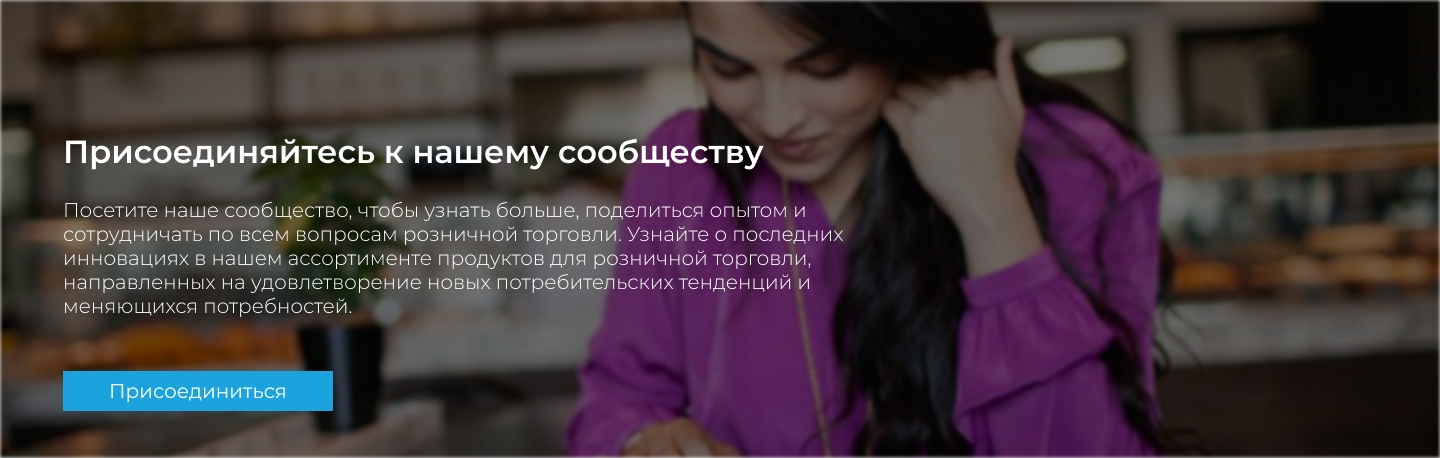 Присоединяйтесь к нашему сообществу
Посетите наше сообщество, чтобы узнать больше, поделиться опытом и
сотрудничать по всем вопросам розничной торговли. Узнайте о последних
инновациях в нашем ассортименте продуктов для розничной торговли,
направленных на удовлетворение новых потребительских тенденций и
меняющихся потребностей.
Присоединиться